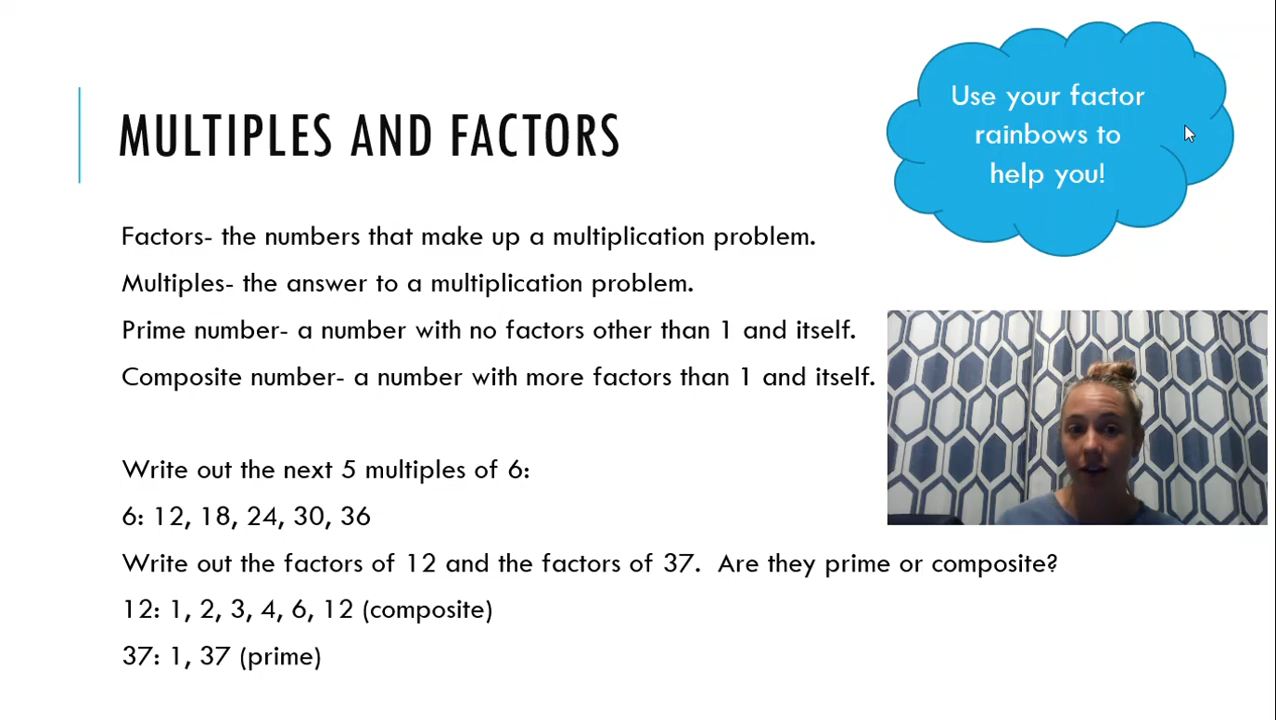 MULTIPLES AND FACTORS
Use your factor
rainbows to
help you!
Factors- the numbers that make up a multiplication problem.
Multiples- the answer to a multiplication problem.
Prime number- a number with no factors other than 1 and itself.
Composite number- a number with more factors than 1 and itself.
Write out the next 5 multiples of 6:
6: 12, 18, 24, 30, 36
Write out the factors of 12 and the factors of 37.  Are they prime or composite?
12: 1, 2, 3, 4, 6, 12 (composite)
37: 1, 37 (prime)